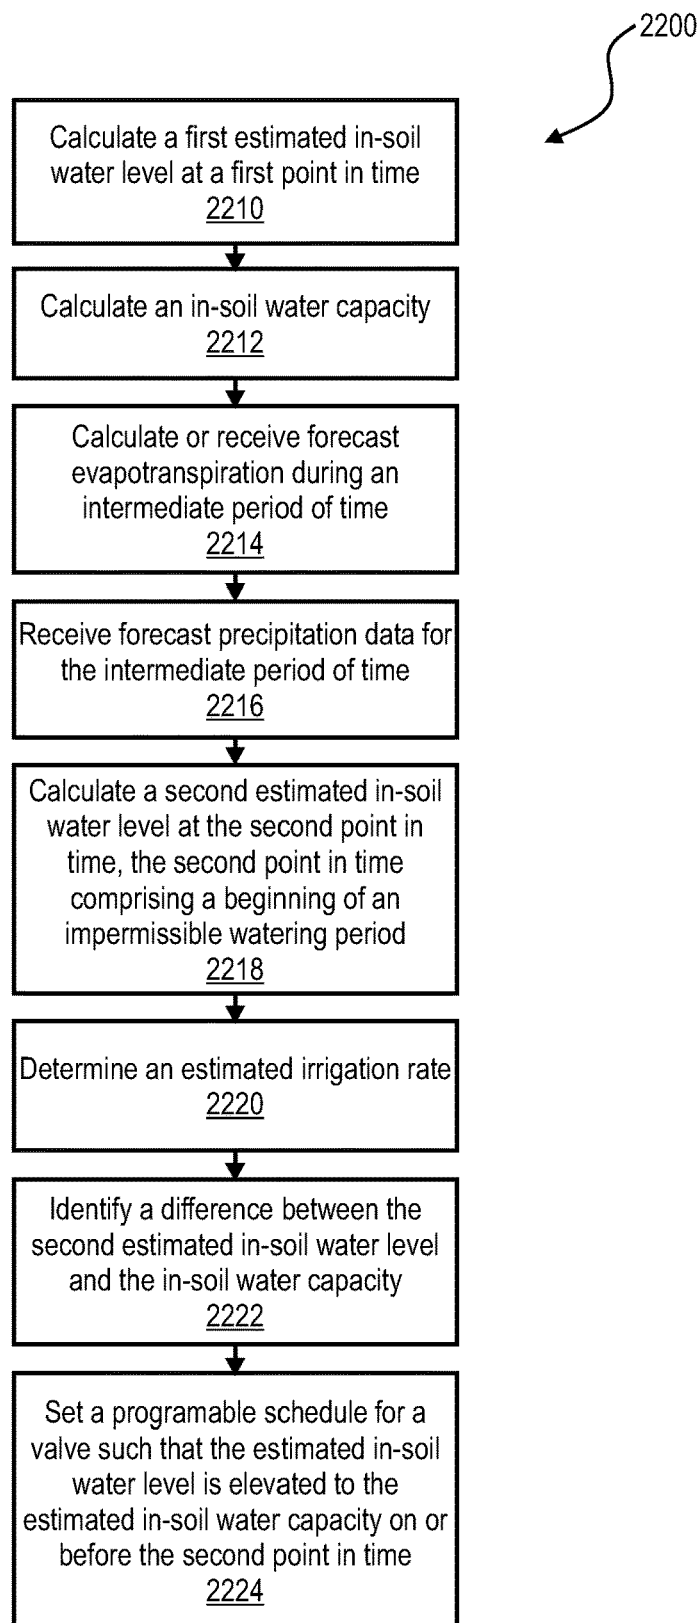 2200
Calculate a first estimated in-soil
water level at a first point in time
2210
Calculate an in-soil water capacity
2212
Calculate or receive forecast
evapotranspiration during an
intermediate period of time
2214
Receive forecast precipitation data for
the intermediate period of time
2216
Calculate a second estimated in-soil
water level at the second point in
time, the second point in time
comprising a beginning of an
impermissible watering period
2218
Determine an estimated irrigation rate
2220
Identify a difference between the
second estimated in-soil water level
and the in-soil water capacity
2222
Set a programable schedule for a
valve such that the estimated in-soil
water level is elevated to the
estimated in-soil water capacity on or
before the second point in time
2224